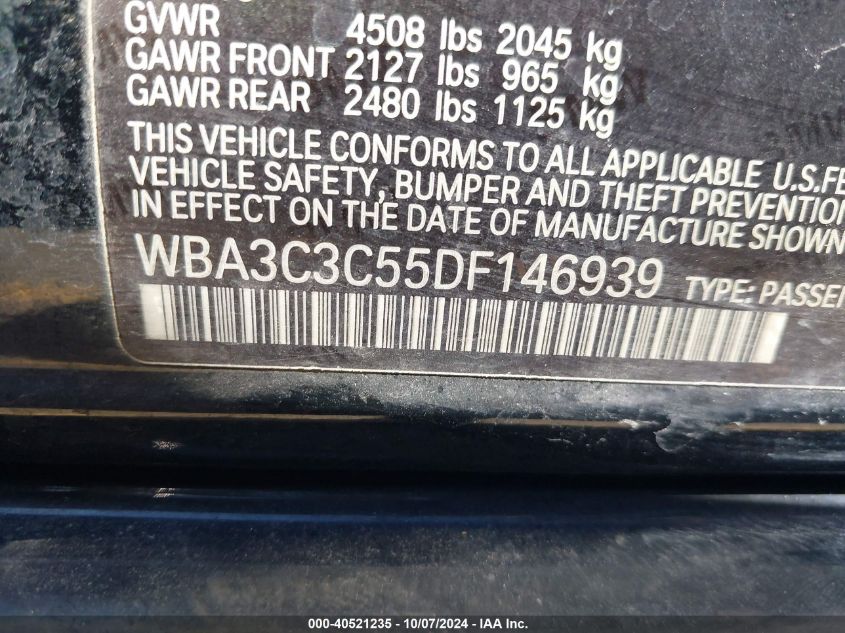 GVWR 4508 lbs 2045 kg
GAWR FRONT 2127 lbs 965 kg
GAWR REAR 2480 lbs 1125 kg
THIS VEHICLE CONFORMS TO ALL APPLICABLE U.S.FE
VEHICLE SAFETY, BUMPER AND THEFT PREVENTION
IN EFFECT ON THE DATE OF MANUFACTURE SHOWN
WBA3C3C55DF146939 TYPE: PASSEN
000-40521235 - 10/07/2024 - IAA Inc.